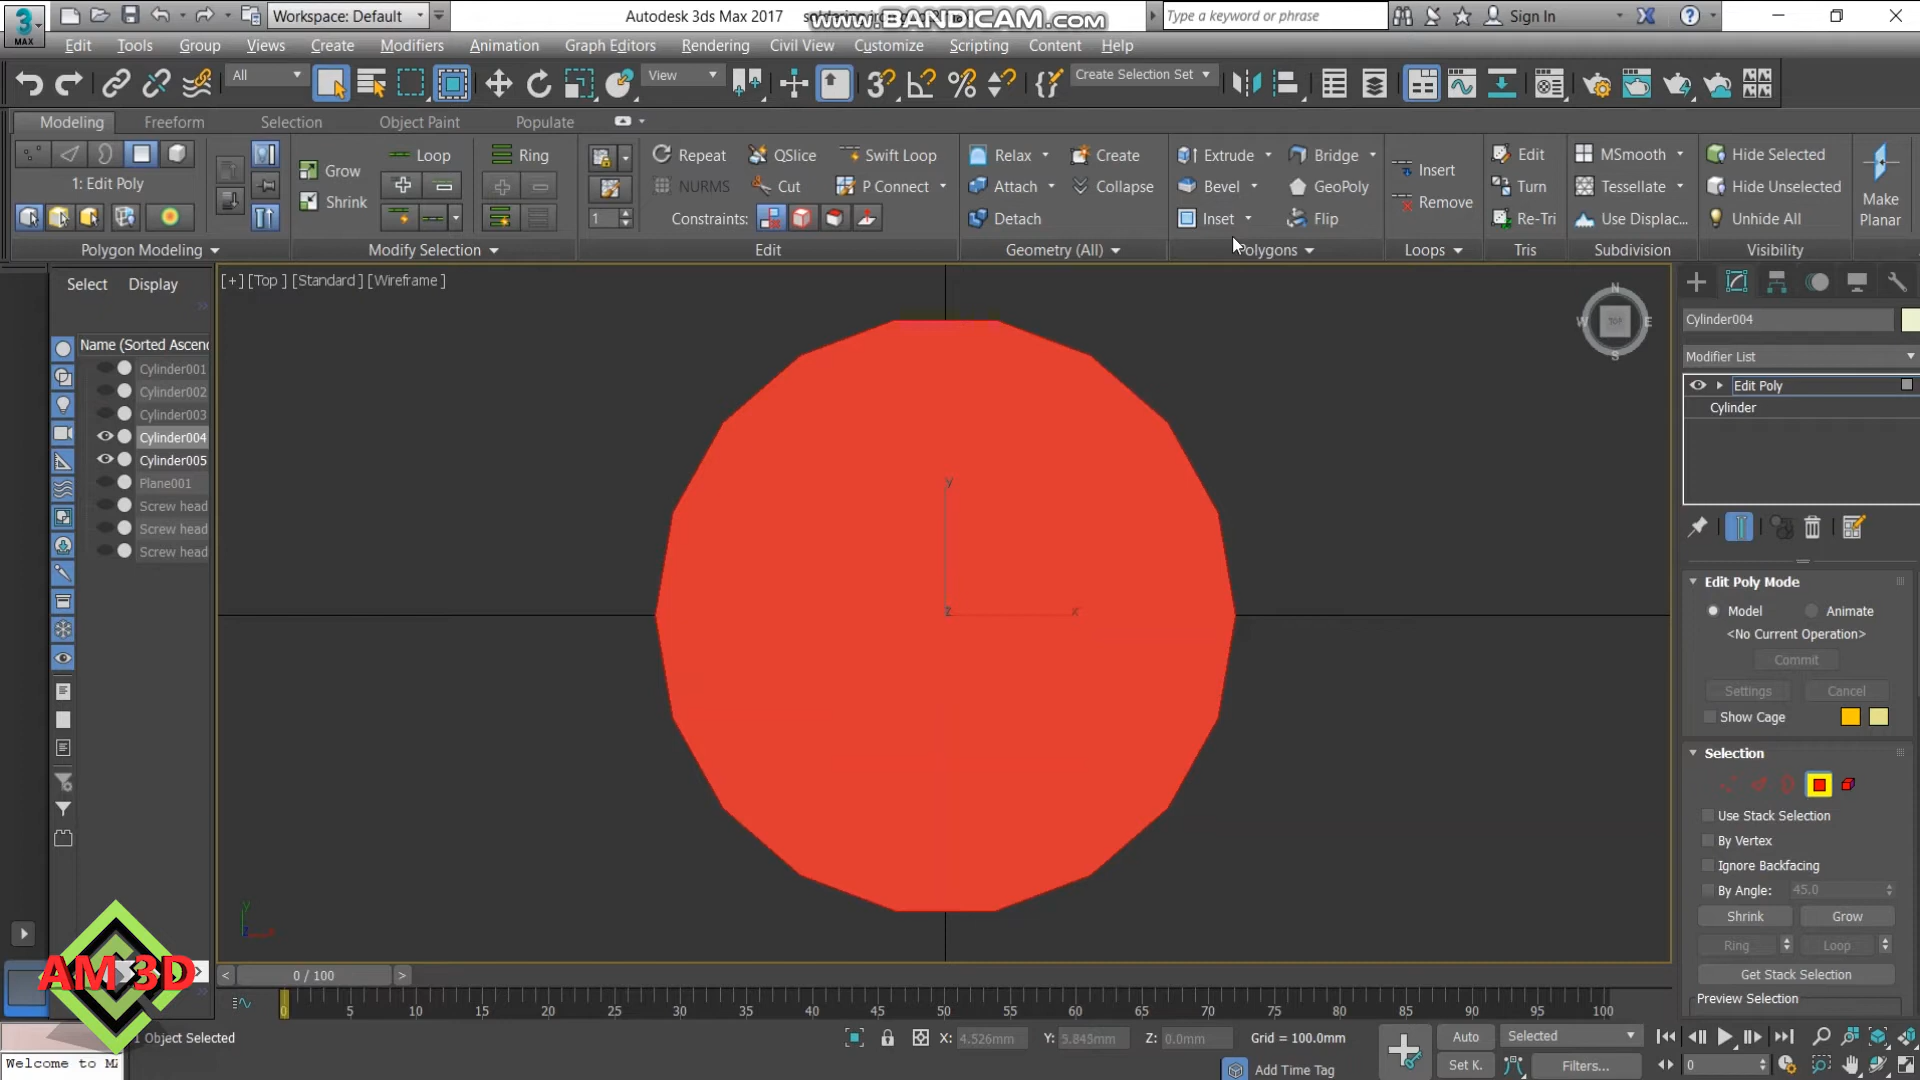 3
MAX
Workspace: Default
Autodesk 3ds Max 2017
www.BANDICAM.com
Type a keyword or phrase
Sign In
Edit Tools Group Views Create Modifiers Animation Graph Editors Rendering Civil View Customize Scripting Content Help
All
View
Create Selection Set
Modeling Freeform Selection Object Paint Populate
Loop Ring Repeat QSlice Swift Loop Relax Create Extrude Bridge Edit MSmooth Hide Selected
Grow Insert
1: Edit Poly NURMS Cut P Connect Attach Collapse Bevel GeoPoly Turn Tessellate Hide Unselected
Shrink Remove Make
1 Constraints: Detach Inset Flip Re-Tri Use Displac... Unhide All Planar
Polygon Modeling Modify Selection Edit Geometry (All) Polygons Loops Tris Subdivision Visibility
Select Display
[+] [Top ] [Standard ] [Wireframe ]
Name (Sorted Ascend
Cylinder001
Cylinder002
Cylinder003
Cylinder004
Cylinder005
Plane001
Screw head
Screw head
Screw head
y
z x
N
W TOP E
S
Cylinder004
Modifier List
Edit Poly
Cylinder
Edit Poly Mode
Model Animate
<No Current Operation>
Commit
Settings Cancel
Show Cage
Selection
Use Stack Selection
By Vertex
Ignore Backfacing
By Angle: 45.0
Shrink Grow
Ring Loop
Get Stack Selection
Preview Selection
AM 3D
< 0 / 100 >
0 5 10 15 20 25 30 35 40 45 50 55 60 65 70 75 80 85 90 95 100
1 Object Selected
X: 4.526mm Y: 5.845mm Z: 0.0mm Grid = 100.0mm
Auto Selected
Welcome to M
Add Time Tag
Set K. Filters... 0